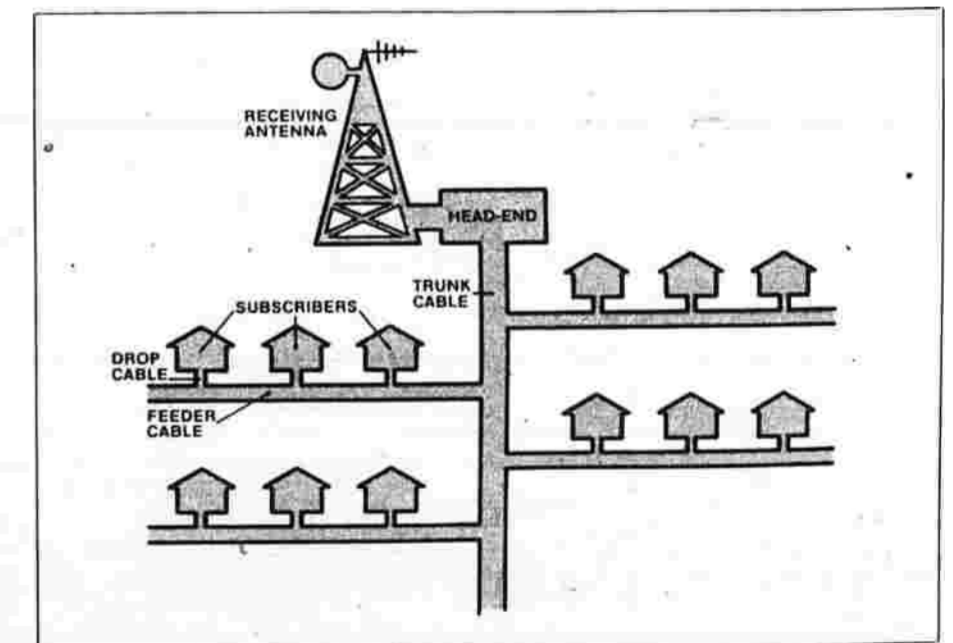 RECEIVING
ANTENNA
HEAD-END
TRUNK
CABLE
SUBSCRIBERS
DROP
CABLE
FEEDER
CABLE